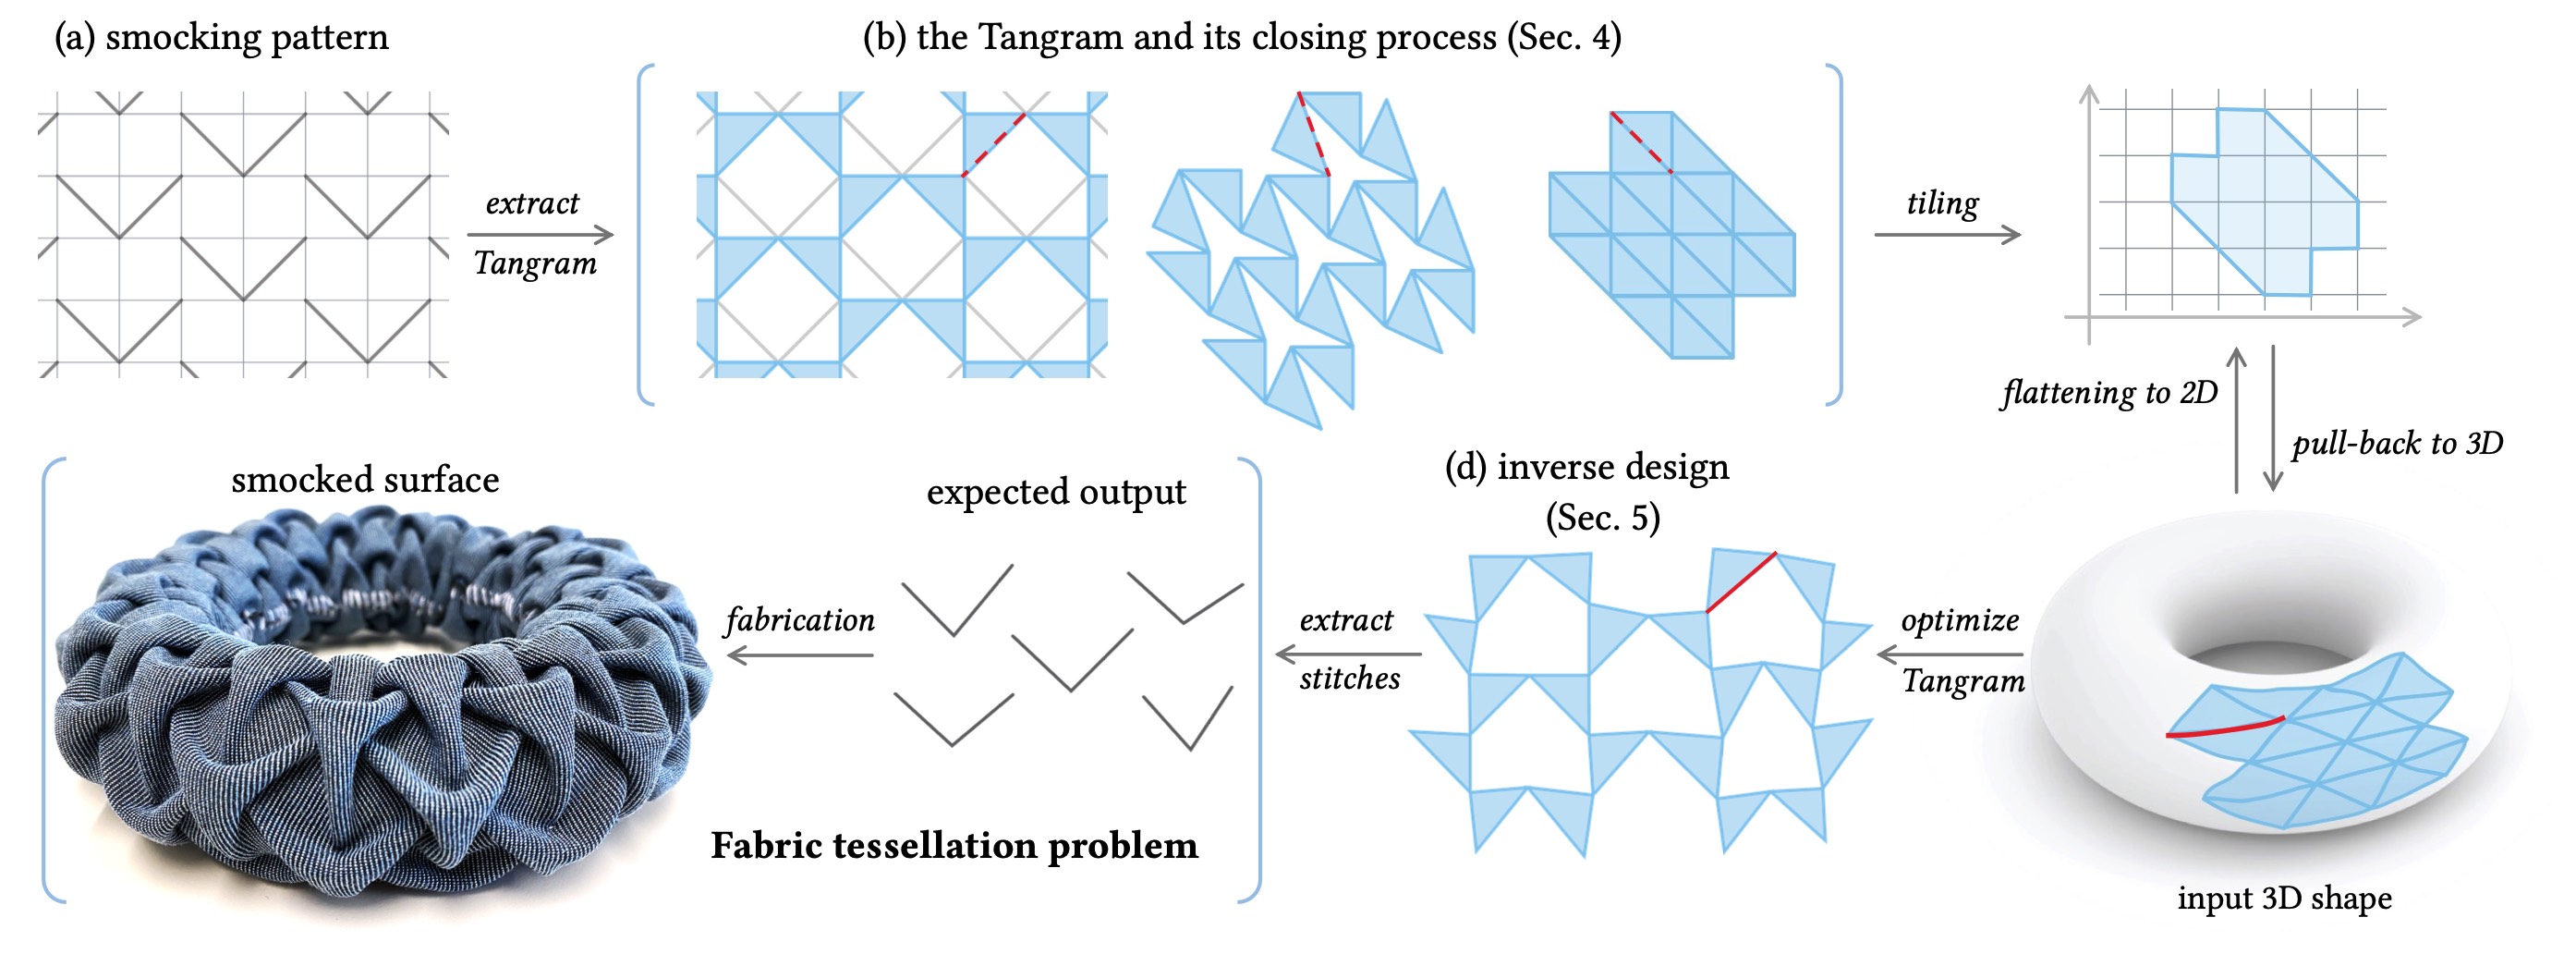 (a) smocking pattern
(b) the Tangram and its closing process (Sec. 4)
extract
Tangram
tiling
flattening to 2D
pull-back to 3D
smocked surface
expected output
(d) inverse design
(Sec. 5)
fabrication
extract
stitches
optimize
Tangram
Fabric tessellation problem
input 3D shape